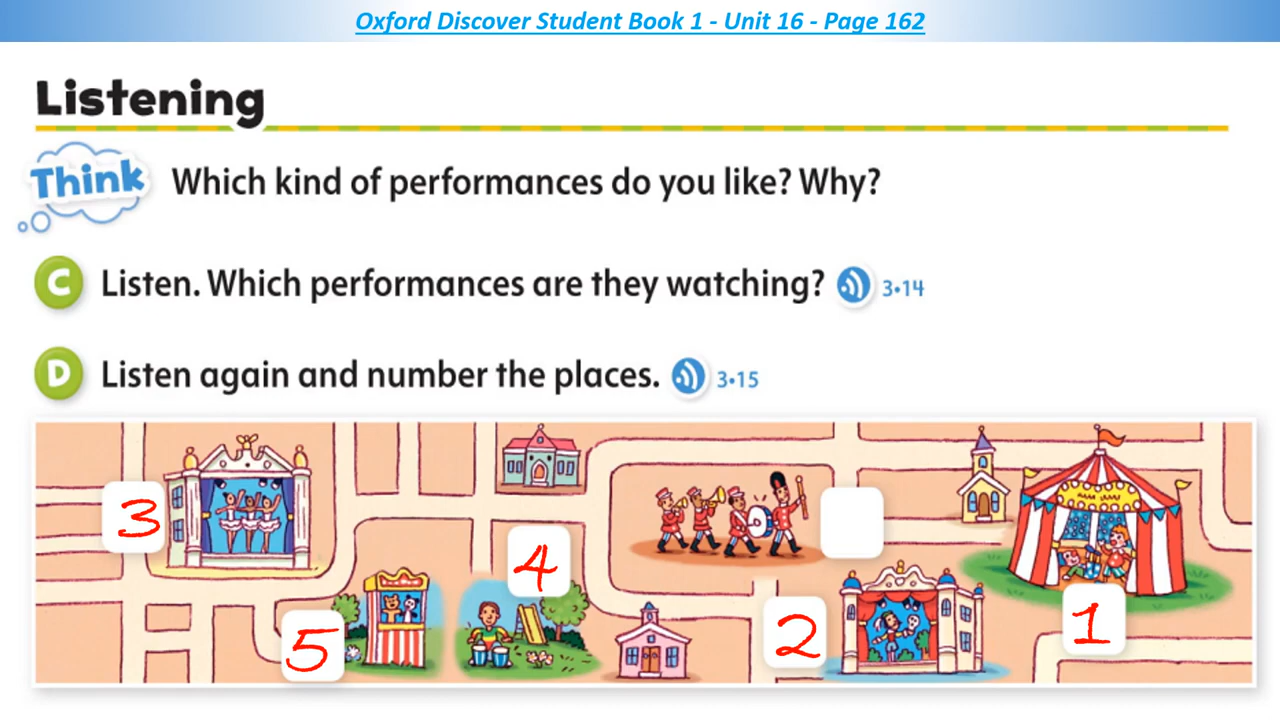 Oxford Discover Student Book 1 - Unit 16 - Page 162
Listening
Think Which kind of performances do you like? Why?
C Listen. Which performances are they watching? 3•14
D Listen again and number the places. 3•15
3
4
5
2
1